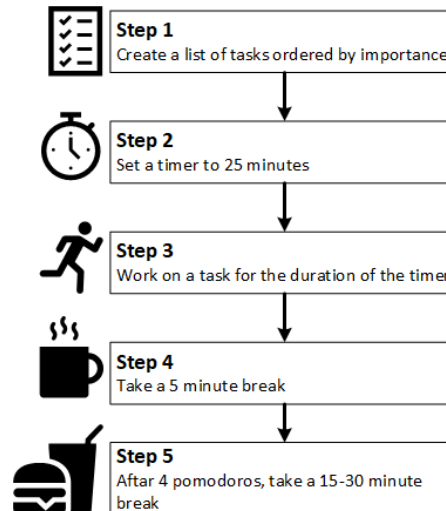 Step 1
Create a list of tasks ordered by importance
Step 2
Set a timer to 25 minutes
Step 3
Work on a task for the duration of the timer
Step 4
Take a 5 minute break
Step 5
Aftar 4 pomodoros, take a 15-30 minute
break